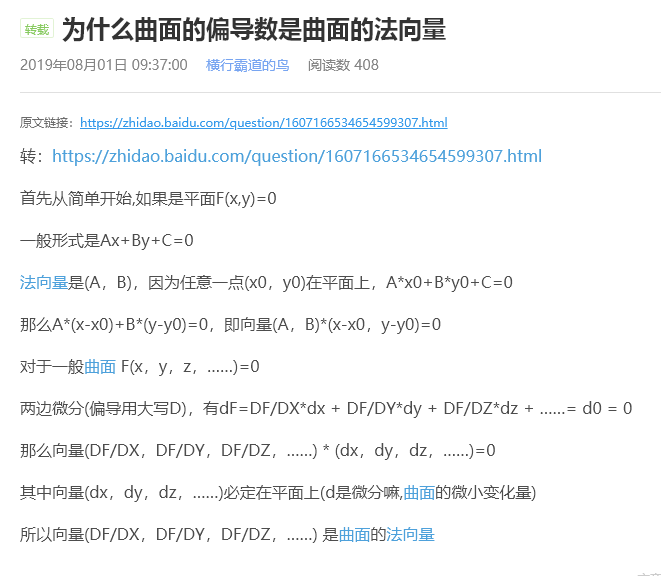 转载 为什么曲面的偏导数是曲面的法向量
2019年08月01日 09:37:00 横行霸道的鸟 阅读数 408
原文链接：https://zhidao.baidu.com/question/1607166534654599307.html
转：https://zhidao.baidu.com/question/1607166534654599307.html
首先从简单开始,如果是平面F(x,y)=0
一般形式是Ax+By+C=0
法向量是(A，B)，因为任意一点(x0，y0)在平面上，A*x0+B*y0+C=0
那么A*(x-x0)+B*(y-y0)=0，即向量(A，B)*(x-x0，y-y0)=0
对于一般曲面 F(x，y，z，……)=0
两边微分(偏导用大写D)，有dF=DF/DX*dx + DF/DY*dy + DF/DZ*dz + ……= d0 = 0
那么向量(DF/DX，DF/DY，DF/DZ，……) * (dx，dy，dz，……)=0
其中向量(dx，dy，dz，……)必定在平面上(d是微分嘛,曲面的微小变化量)
所以向量(DF/DX，DF/DY，DF/DZ，……) 是曲面的法向量